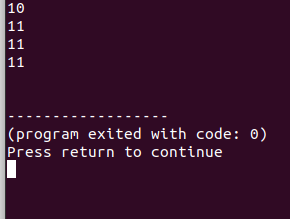 10
11
11
11
------------------
(program exited with code: 0)
Press return to continue